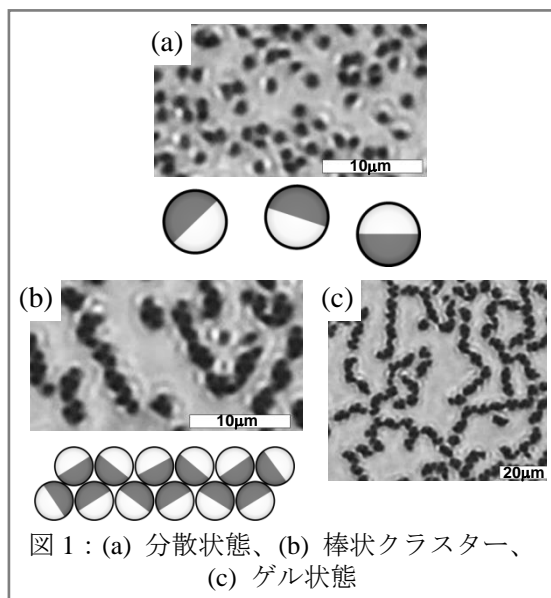 (a)
10μm
(b)
10μm
(c)
20μm
図 1：(a) 分散状態、(b) 棒状クラスター、
(c) ゲル状態